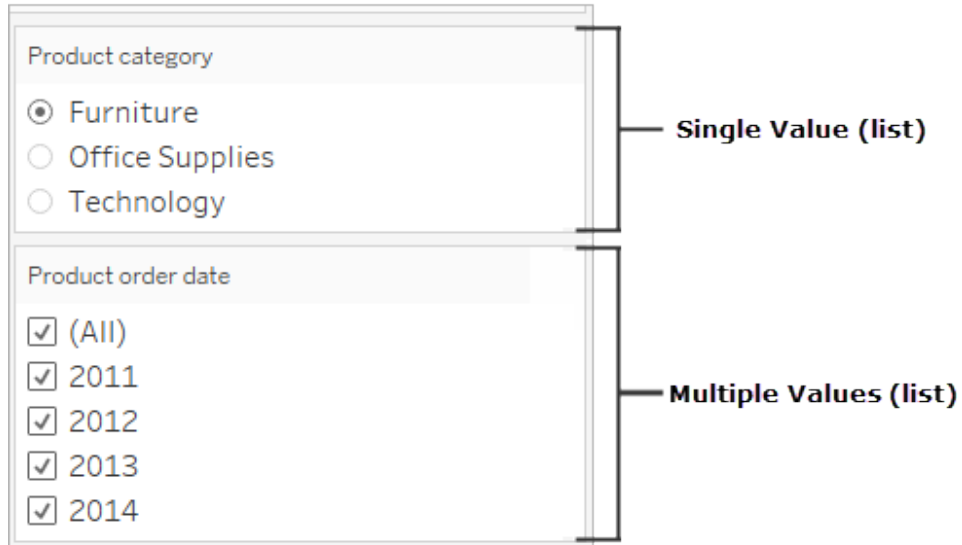 Product category
Furniture
Office Supplies
Technology
Single Value (list)
Product order date
(All)
2011
2012
2013
2014
Multiple Values (list)